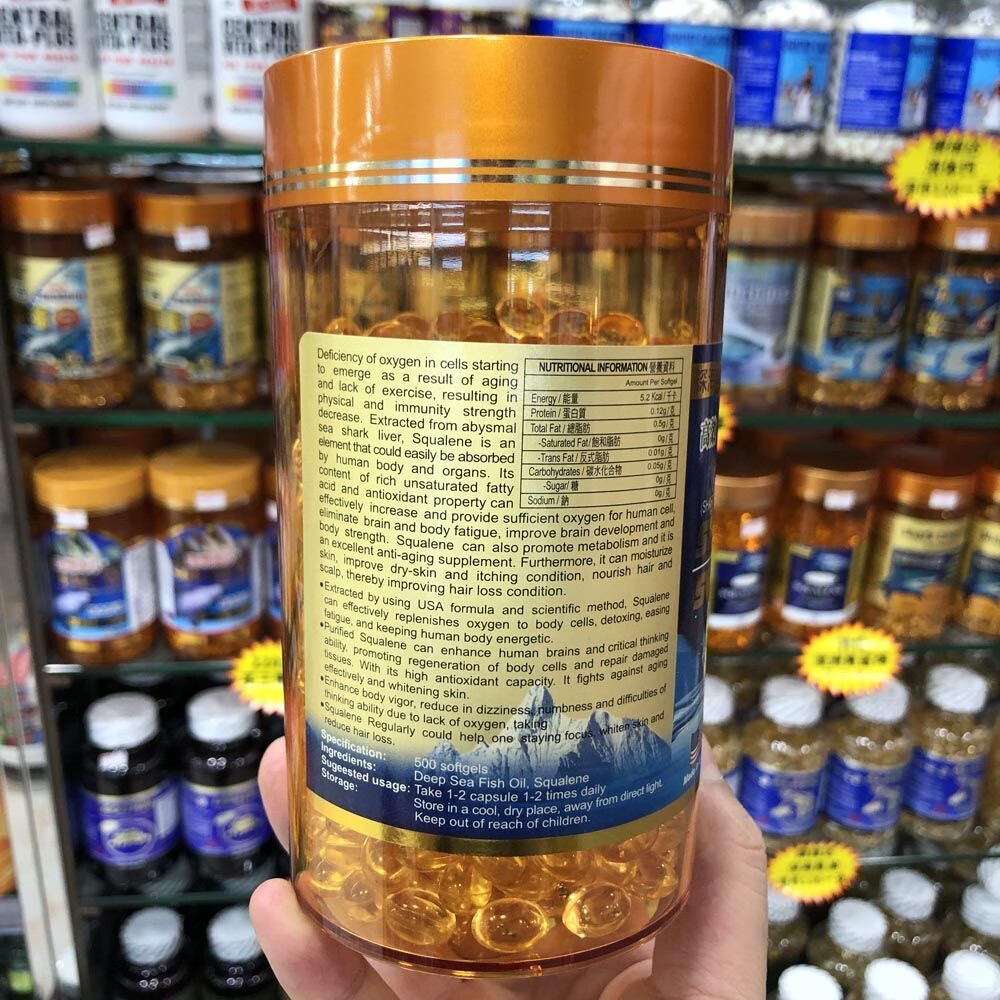 CENTRAL
VITA-PLUS
Deficiency of oxygen in cells starting
to emerge as a result of aging
and lack of exercise, resulting in
physical and immunity strength
decrease. Extracted from abysmal
sea shark liver, Squalene is an
element that could easily be absorbed
by human body and organs. Its
content of rich unsaturated fatty
acid and antioxidant property can
effectively increase and provide sufficient oxygen for human cell,
eliminate brain and body fatigue, improve brain development and
body strength. Squalene can also promote metabolism and it is
an excellent anti-aging supplement. Furthermore, it can moisturize
skin, improve dry-skin and itching condition, nourish hair and
scalp, thereby improving hair loss condition.
NUTRITIONAL INFORMATION 營養資料
Amount Per Softgel
Energy / 能量 5.2 Kcal / 千卡
Protein / 蛋白質 0.12g / 克
Total Fat / 總脂肪 0.5g / 克
-Saturated Fat/ 飽和脂肪 0g / 克
-Trans Fat / 反式脂肪 0.01g / 克
Carbohydrates / 碳水化合物 0.05g / 克
-Sugar/ 糖 0g / 克
Sodium / 鈉 0g / 克
•Extracted by using USA formula and scientific method, Squalene
can effectively replenishes oxygen to body cells, detoxing, easing
fatigue, and keeping human body energetic.
•Purified Squalene can enhance human brains and critical thinking
ability, promoting regeneration of body cells and repair damaged
tissues. With its high antioxidant capacity. It fights against aging
effectively and whitening skin.
•Enhance body vigor, reduce in dizziness, numbness and difficulties of
thinking ability due to lack of oxygen, taking
•Squalene Regularly could help one staying focus, whiten skin and
reduce hair loss.
Specification: 500 softgels
Ingredients: Deep Sea Fish Oil, Squalene
Sugeested usage: Take 1-2 capsule 1-2 times daily
Storage: Store in a cool, dry place, away from direct light.
Keep out of reach of children.